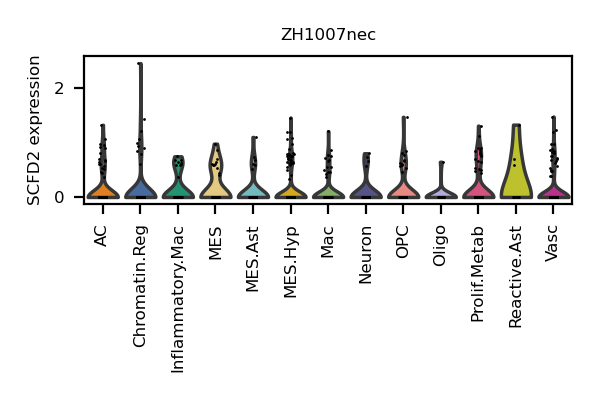 ZH1007nec
SCFD2 expression
2
0
AC
Chromatin.Reg
Inflammatory.Mac
MES
MES.Ast
MES.Hyp
Mac
Neuron
OPC
Oligo
Prolif.Metab
Reactive.Ast
Vasc